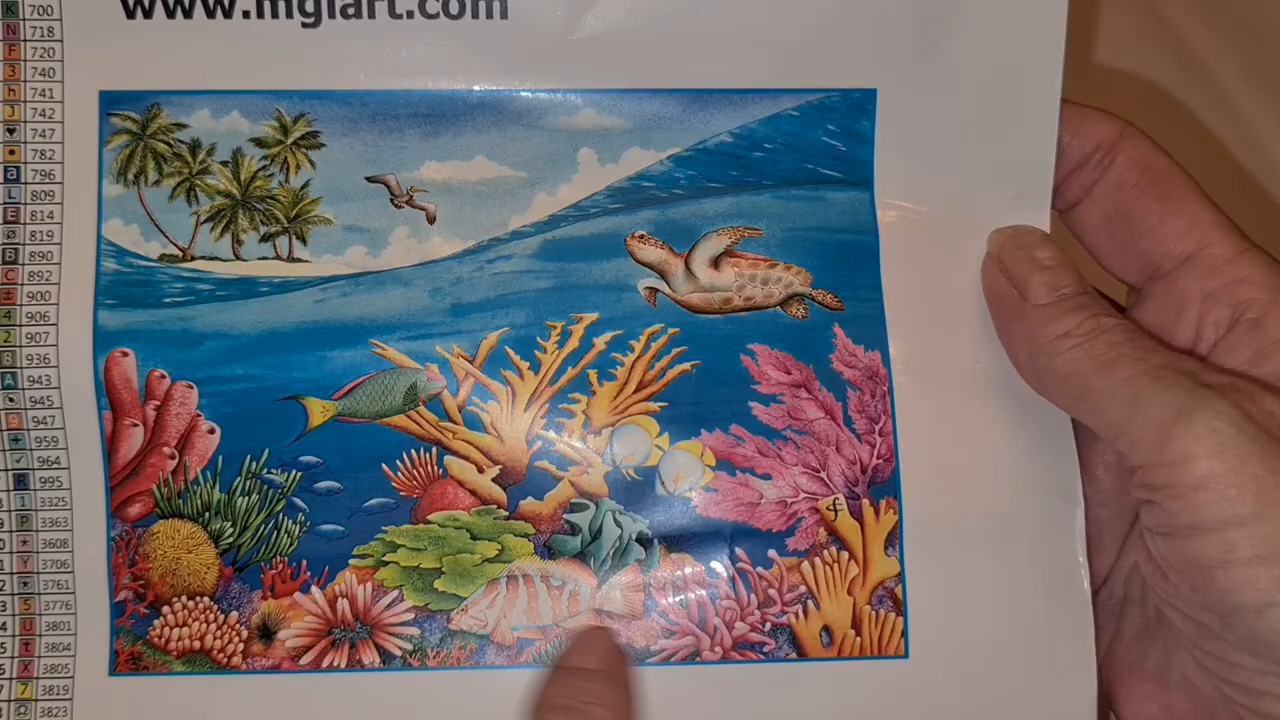 www.mglart.com
K 700
N 718
F 720
3 740
h 741
J 742
♥ 747
● 782
a 796
L 809
E 814
Ø 819
B 890
C 892
± 900
4 906
2 907
8 936
A 943
945
9 947
+ 959
✓ 964
R 995
1 3325
P 3363
* 3608
Y 3706
★ 3761
S 3776
U 3801
t 3804
X 3805
7 3819
Ω 3823